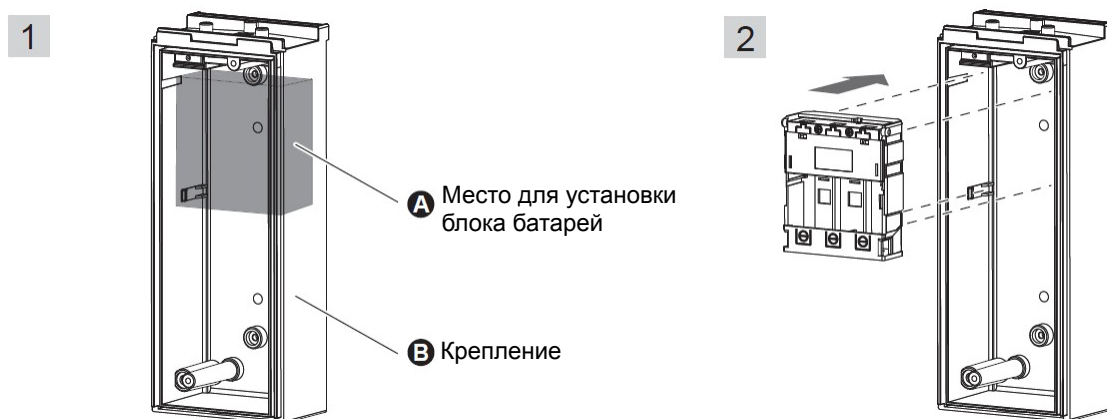 1
2
A Место для установки
блока батарей
B Крепление